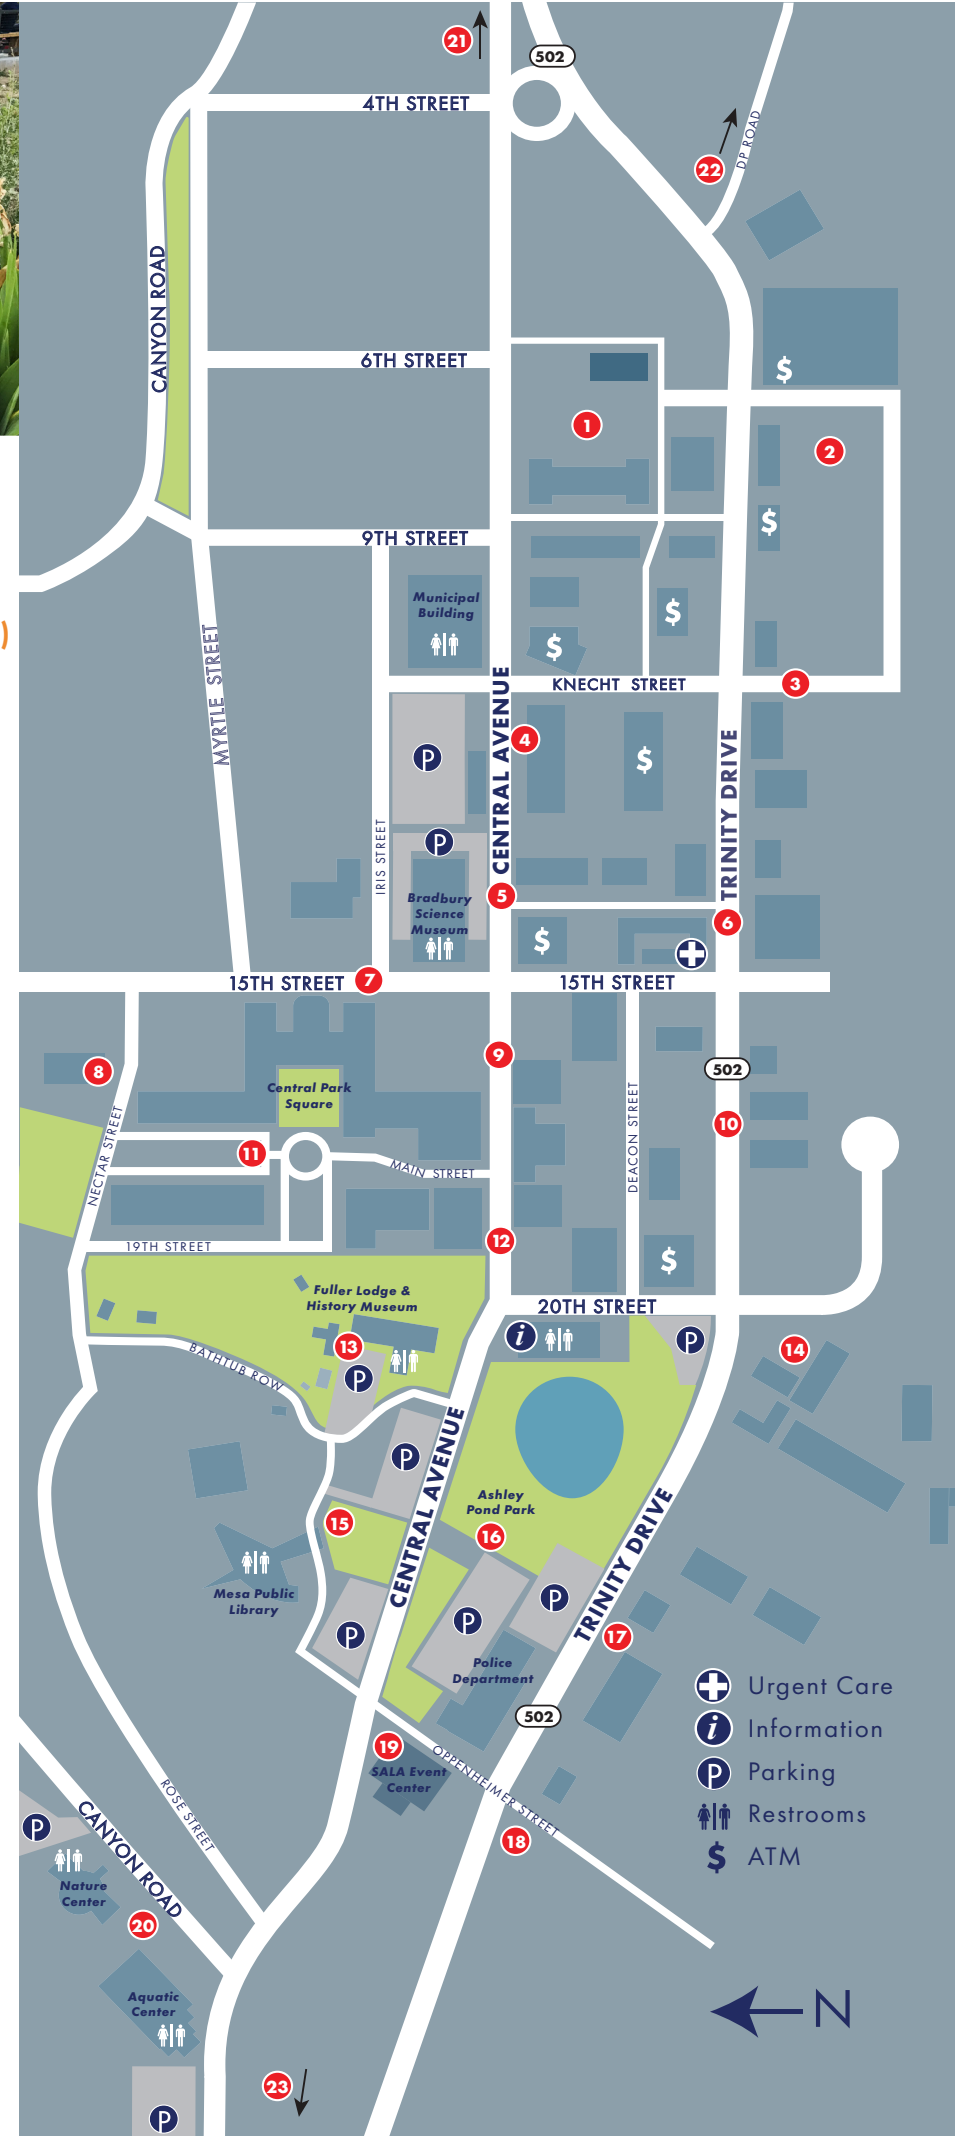 21
502
4TH STREET
22
DP ROAD
CANYON ROAD
6TH STREET
$
1
2
$
9TH STREET
Municipal
Building
$
$
MYRTLE STREET
KNECHT STREET
3
CENTRAL AVENUE
4
P
$
TRINITY DRIVE
P
IRIS STREET
Bradbury
Science
Museum
5
6
$
15TH STREET
7
15TH STREET
9
8
502
Central Park
Square
DEACON STREET
10
NECTAR STREET
11
MAIN STREET
12
19TH STREET
$
Fuller Lodge &
History Museum
20TH STREET
i
P
13
14
BATHTUB ROW
P
P
CENTRAL AVENUE
Ashley
Pond Park
15
16
TRINITY DRIVE
Mesa Public
Library
P
P
P
17
Police
Department
Urgent Care
502
i Information
19
SALA Event
Center
OPPENHEIMER STREET
P Parking
ROSE STREET
CANYON ROAD
P
18
Restrooms
$ ATM
Nature
Center
20
Aquatic
Center
N
23
P
)